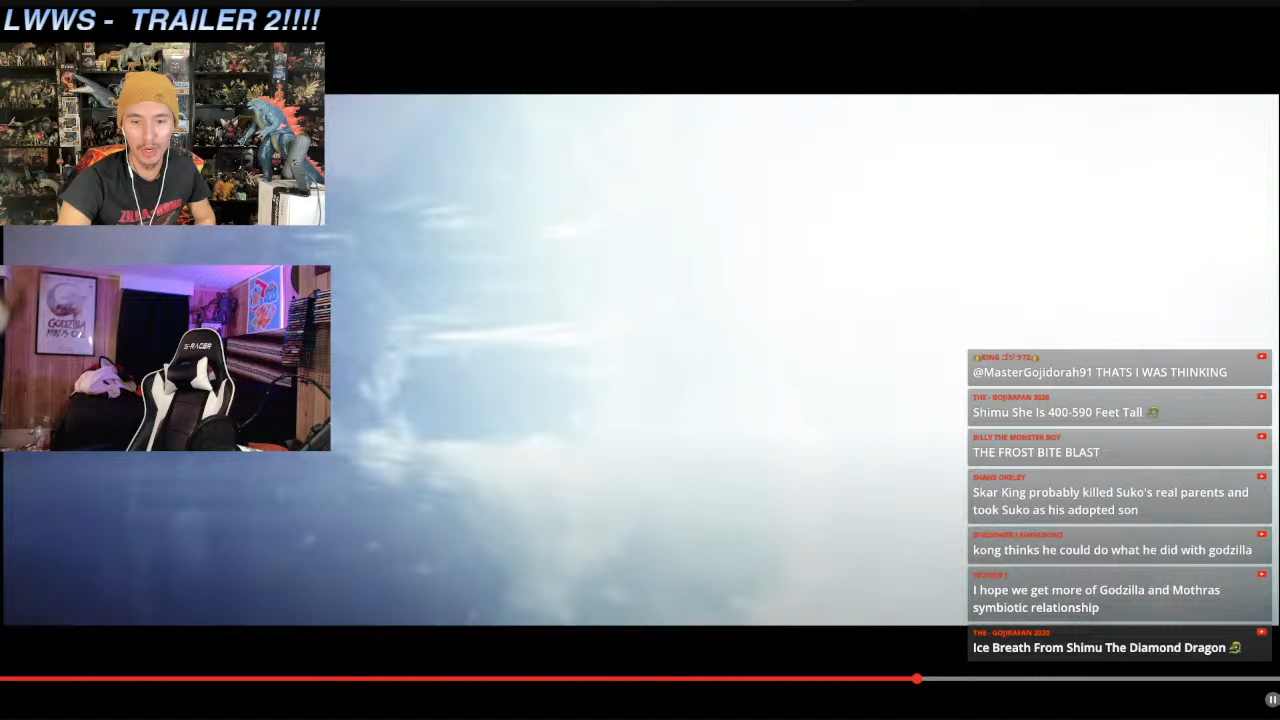 LWWS - TRAILER 2!!!!
S-RACER
GODZILLA
@MasterGojidorah91 THATS I WAS THINKING
THE - GOJIRAFAN 2020
Shimu She Is 400-590 Feet Tall
BILLY THE MONSTER BOY
THE FROST BITE BLAST
SHANE OKELEY
Skar King probably killed Suko's real parents and
took Suko as his adopted son
kong thinks he could do what he did with godzilla
I hope we get more of Godzilla and Mothras
symbiotic relationship
THE - GOJIRAFAN 2020
Ice Breath From Shimu The Diamond Dragon